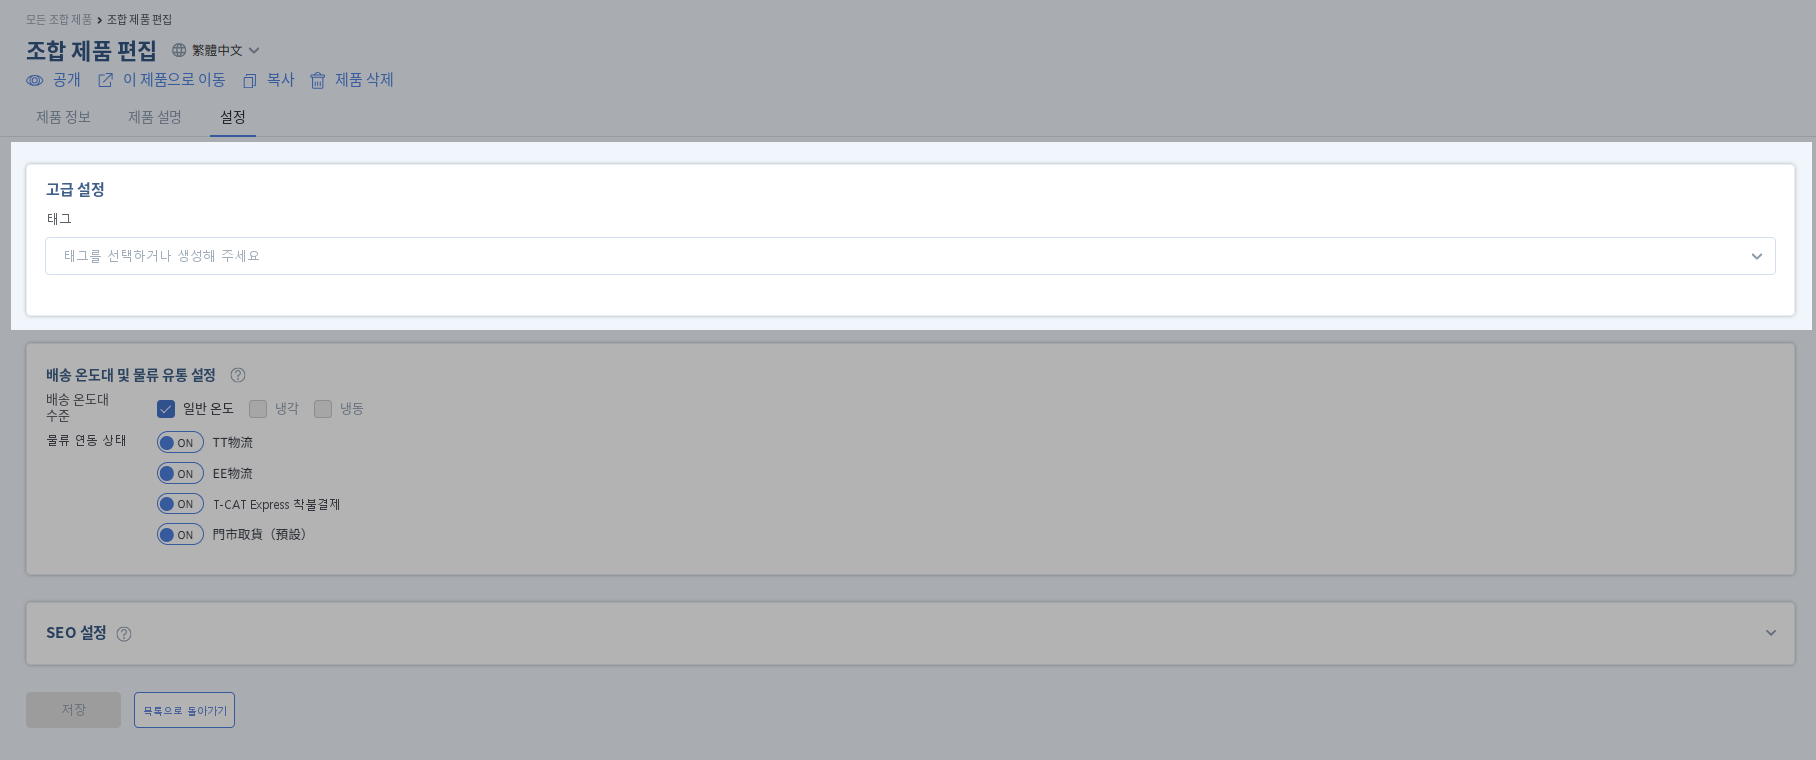 모든 조합 제품 > 조합 제품 편집
조합 제품 편집 繁體中文
공개 이 제품으로 이동 복사 제품 삭제
제품 정보 제품 설명 설정
고급 설정
태그
태그를 선택하거나 생성해 주세요
배송 온도대 및 물류 유통 설정
배송 온도대
수준
일반 온도 냉각 냉동
물류 연동 상태
ON TT物流
ON EE物流
ON T-CAT Express 착불결제
ON 門市取貨（預設）
SEO 설정
저장 목록으로 돌아가기